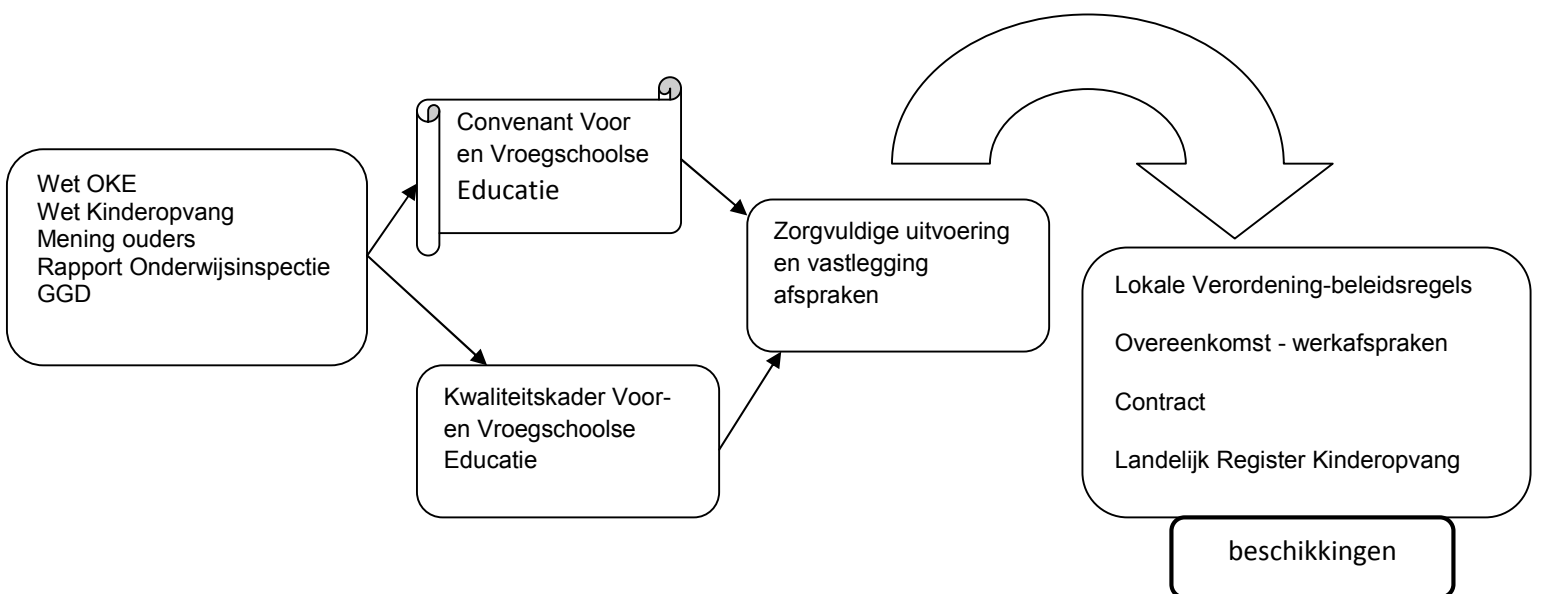 Wet OKE
Wet Kinderopvang
Mening ouders
Rapport Onderwijsinspectie
GGD
Convenant Voor
en Vroegschoolse
Educatie
Kwaliteitskader Voor-
en Vroegschoolse
Educatie
Zorgvuldige uitvoering
en vastlegging
afspraken
Lokale Verordening-beleidsregels
Overeenkomst - werkafspraken
Contract
Landelijk Register Kinderopvang
beschikkingen